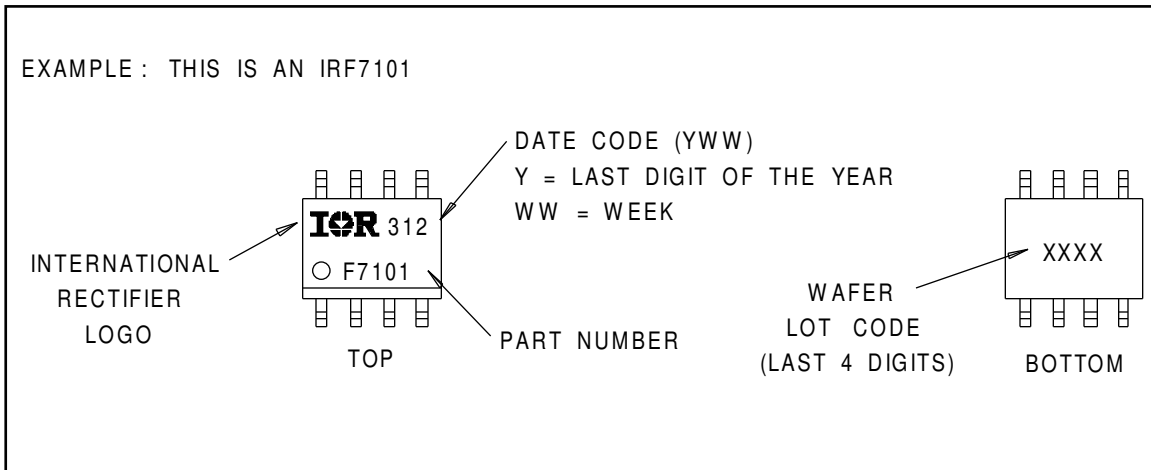 EXAMPLE : THIS IS AN IRF7101
DATE CODE (YWW)
Y = LAST DIGIT OF THE YEAR
WW = WEEK
IOR 312
F7101
INTERNATIONAL
RECTIFIER
LOGO
PART NUMBER
TOP
XXXX
WAFER
LOT CODE
(LAST 4 DIGITS)
BOTTOM